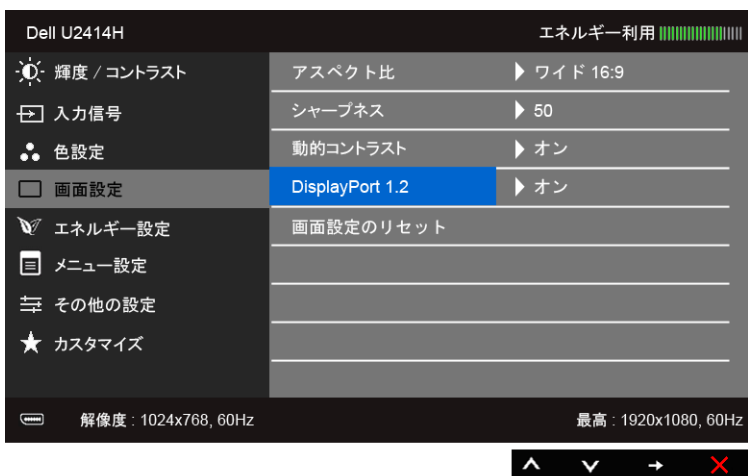 Dell U2414H エネルギー利用
輝度 / コントラスト
入力信号
色設定
画面設定
エネルギー設定
メニュー設定
その他の設定
カスタマイズ
アスペクト比 ワイド 16:9
シャープネス 50
動的コントラスト オン
DisplayPort 1.2 オン
画面設定のリセット
解像度 : 1024x768, 60Hz 最高 : 1920x1080, 60Hz